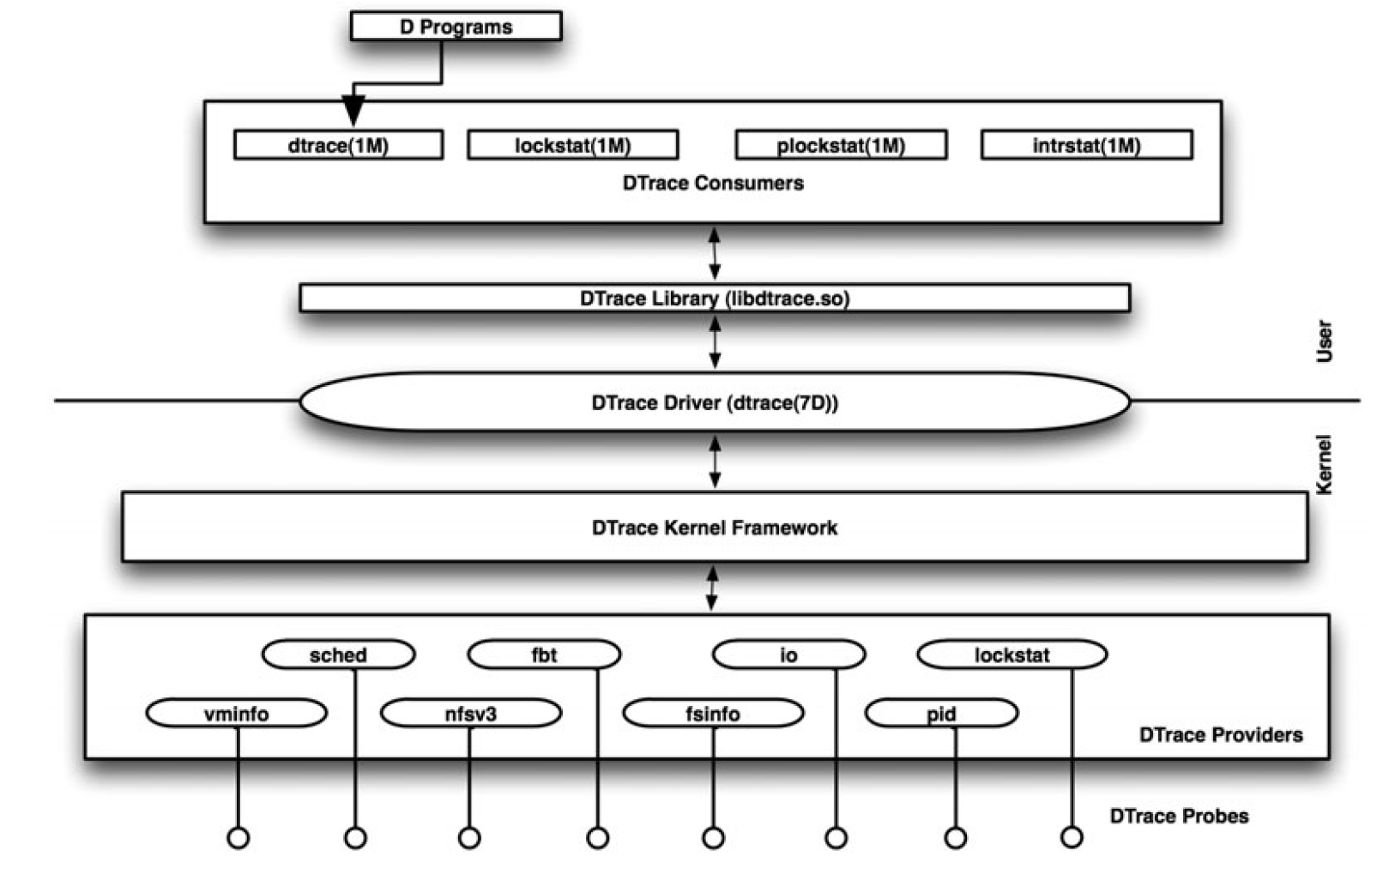 D Programs
dtrace(1M) lockstat(1M) plockstat(1M) intrstat(1M)
DTrace Consumers
DTrace Library (libdtrace.so)
User
DTrace Driver (dtrace(7D))
Kernel
DTrace Kernel Framework
sched fbt io lockstat
vminfo nfsv3 fsinfo pid
DTrace Providers
DTrace Probes